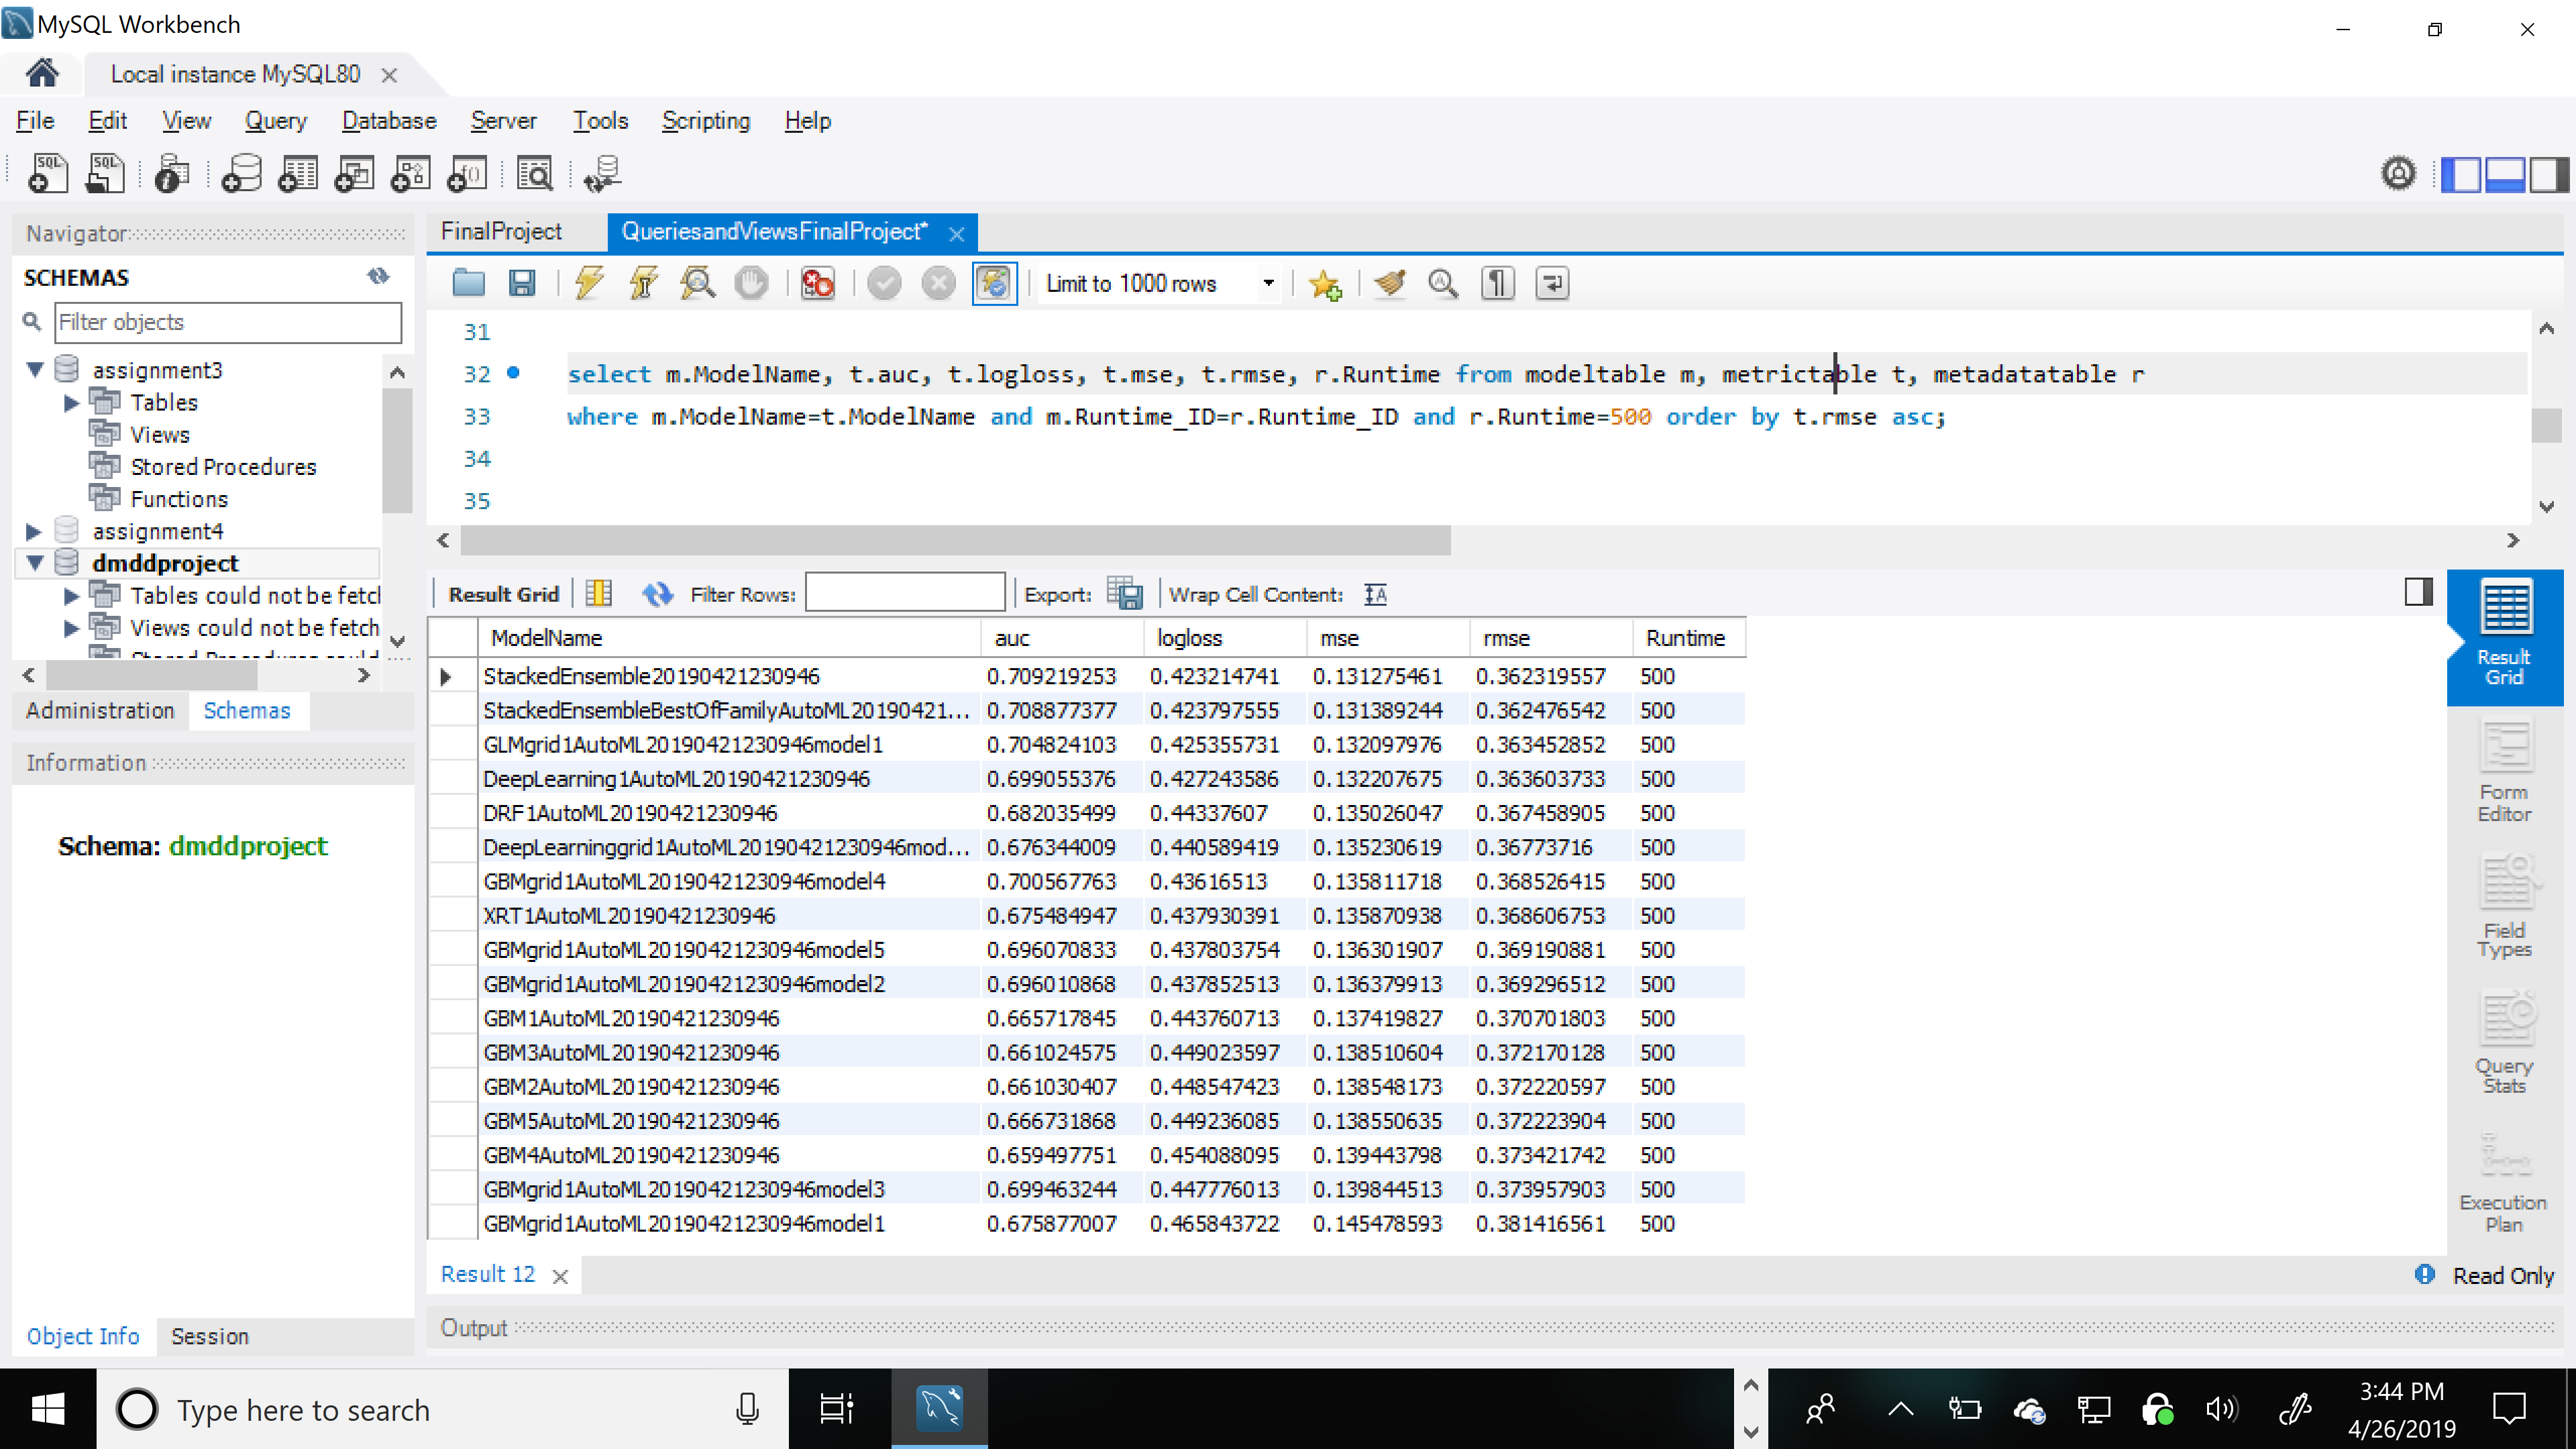 MySQL Workbench
Local instance MySQL80
File Edit View Query Database Server Tools Scripting Help
Navigator
SCHEMAS
Filter objects
assignment3
Tables
Views
Stored Procedures
Functions
assignment4
dmddproject
Tables could not be fetc
Views could not be fetch
Administration Schemas
Information
Schema: dmddproject
Object Info Session
FinalProject QueriesandViewsFinalProject*
Limit to 1000 rows
31
32 select m.ModelName, t.auc, t.logloss, t.mse, t.rmse, r.Runtime from modeltable m, metrictable t, metadatatable r
33 where m.ModelName=t.ModelName and m.Runtime_ID=r.Runtime_ID and r.Runtime=500 order by t.rmse asc;
34
35
Result Grid Filter Rows: Export: Wrap Cell Content:
ModelName auc logloss mse rmse Runtime
StackedEnsemble20190421230946 0.709219253 0.423214741 0.131275461 0.362319557 500
StackedEnsembleBestOfFamilyAutoML20190421... 0.708877377 0.423797555 0.131389244 0.362476542 500
GLMgrid1AutoML20190421230946model1 0.704824103 0.425355731 0.132097976 0.363452852 500
DeepLearning1AutoML20190421230946 0.699055376 0.427243586 0.132207675 0.363603733 500
DRF1AutoML20190421230946 0.682035499 0.44337607 0.135026047 0.367458905 500
DeepLearninggrid1AutoML20190421230946mod... 0.676344009 0.440589419 0.135230619 0.36773716 500
GBMgrid1AutoML20190421230946model4 0.700567763 0.43616513 0.135811718 0.368526415 500
XRT1AutoML20190421230946 0.675484947 0.437930391 0.135870938 0.368606753 500
GBMgrid1AutoML20190421230946model5 0.696070833 0.437803754 0.136301907 0.369190881 500
GBMgrid1AutoML20190421230946model2 0.696010868 0.437852513 0.136379913 0.369296512 500
GBM1AutoML20190421230946 0.665717845 0.443760713 0.137419827 0.370701803 500
GBM3AutoML20190421230946 0.661024575 0.449023597 0.138510604 0.372170128 500
GBM2AutoML20190421230946 0.661030407 0.448547423 0.138548173 0.372220597 500
GBM5AutoML20190421230946 0.666731868 0.449236085 0.138550635 0.372223904 500
GBM4AutoML20190421230946 0.659497751 0.454088095 0.139443798 0.373421742 500
GBMgrid1AutoML20190421230946model3 0.699463244 0.447776013 0.139844513 0.373957903 500
GBMgrid1AutoML20190421230946model1 0.675877007 0.465843722 0.145478593 0.381416561 500
Result
Grid
Form
Editor
Field
Types
Query
Stats
Execution
Plan
Result 12
Read Only
Output
Type here to search
3:44 PM
4/26/2019